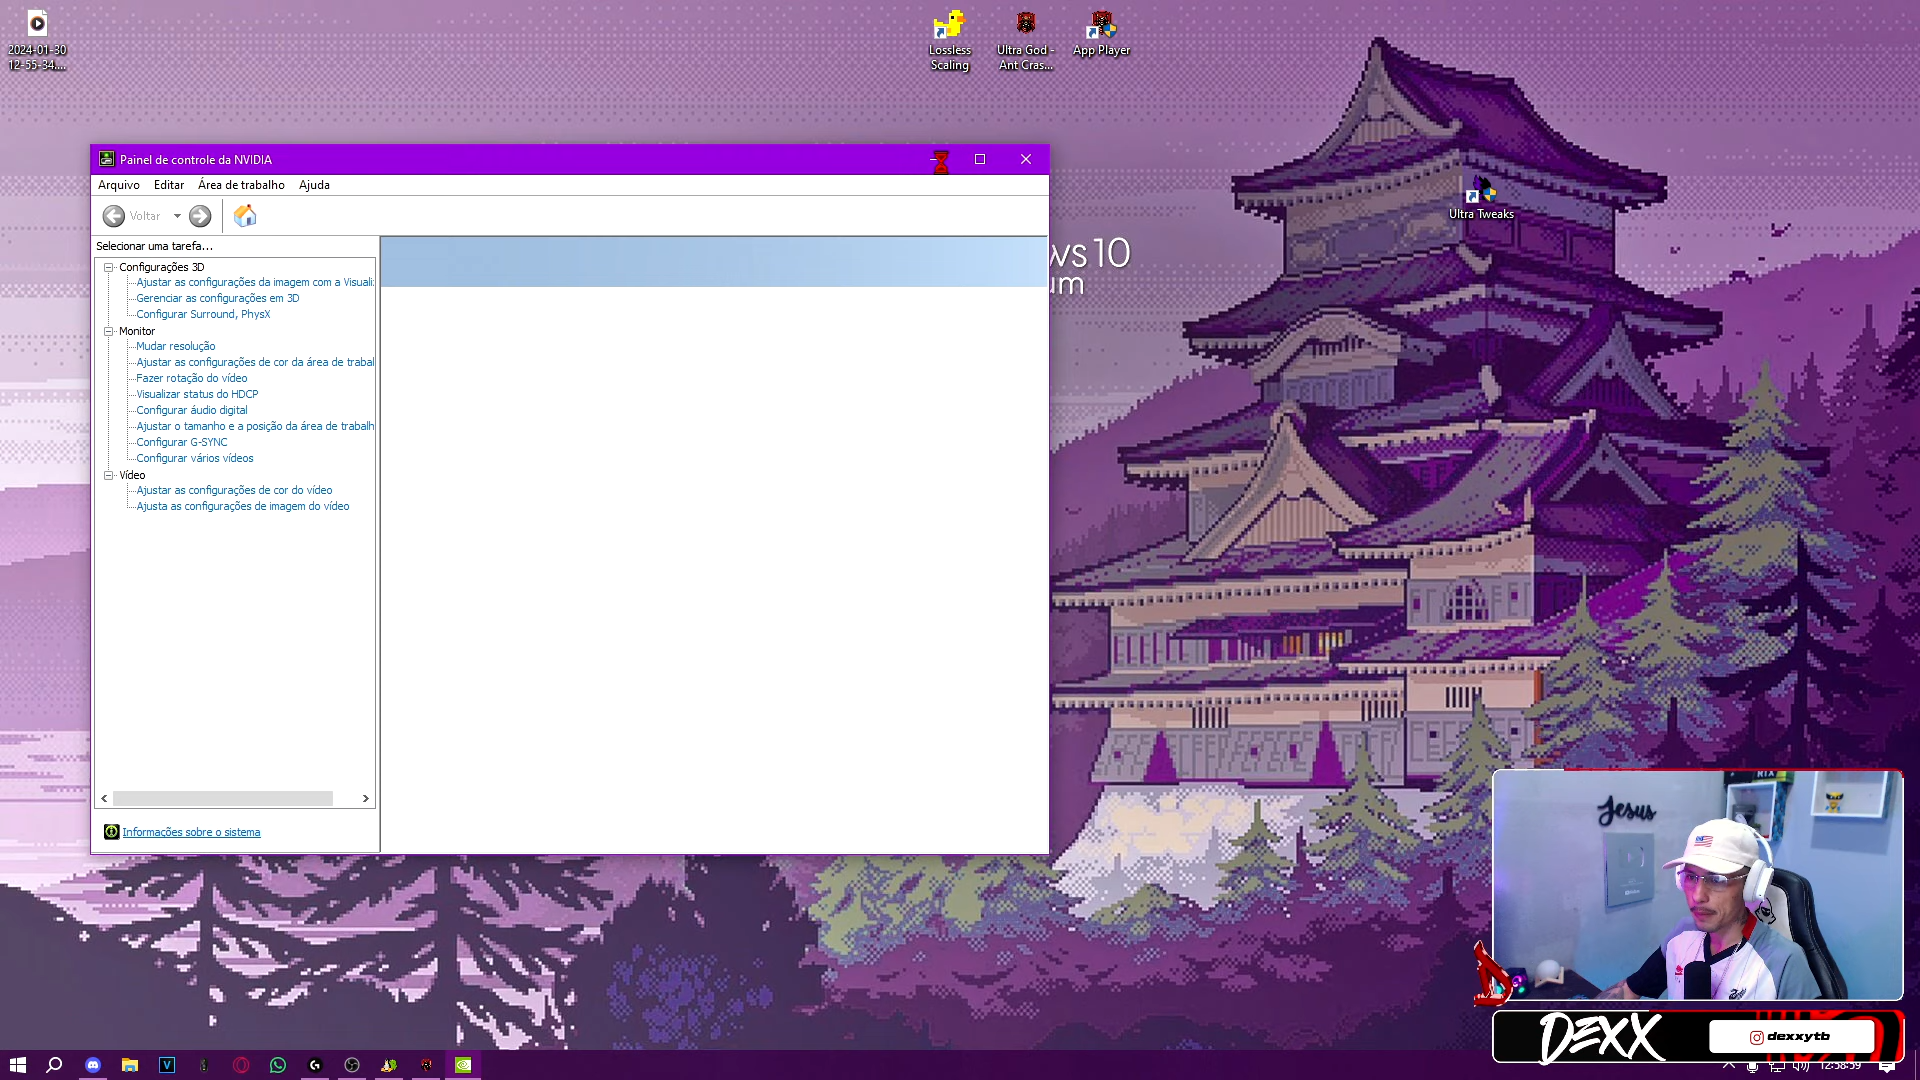 2024-01-30
12-55-34....
Lossless
Scaling
Ultra God -
Ant Cras...
App Player
Painel de controle da NVIDIA
Arquivo Editar Área de trabalho Ajuda
Voltar
Ultra Tweaks
Selecionar uma tarefa...
ws10
um
Configurações 3D
Ajustar as configurações da imagem com a Visuali
Gerenciar as configurações em 3D
Configurar Surround, PhysX
Monitor
Mudar resolução
Ajustar as configurações de cor da área de trabal
Fazer rotação do vídeo
Visualizar status do HDCP
Configurar áudio digital
Ajustar o tamanho e a posição da área de trabalh
Configurar G-SYNC
Configurar vários vídeos
Vídeo
Ajustar as configurações de cor do vídeo
Ajusta as configurações de imagem do vídeo
Informações sobre o sistema
RTX
Jesus
DEXX
dexxytb
12:58:59